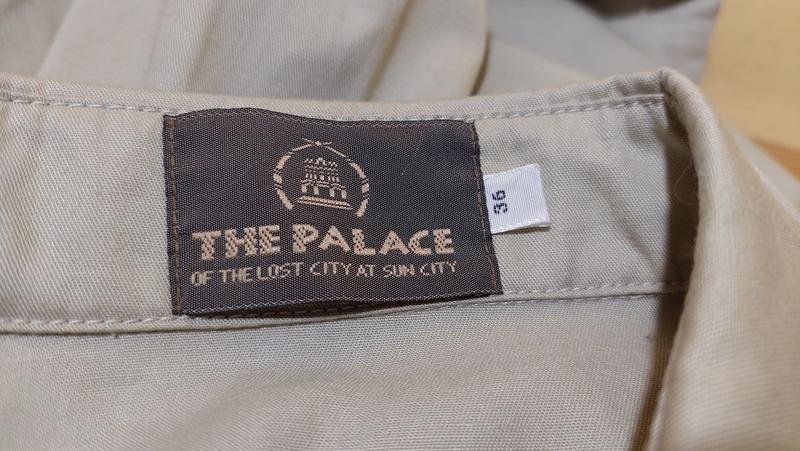 THE PALACE
OF THE LOST CITY AT SUN CITY
36